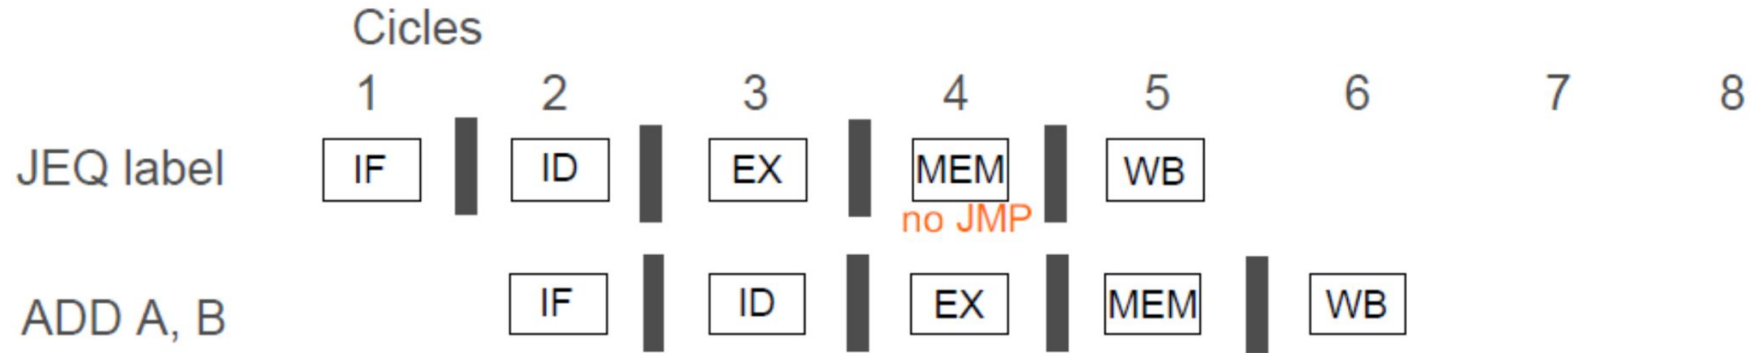 Cicles
1 2 3 4 5 6 7 8
JEQ label IF ID EX MEM WB
no JMP
ADD A, B IF ID EX MEM WB